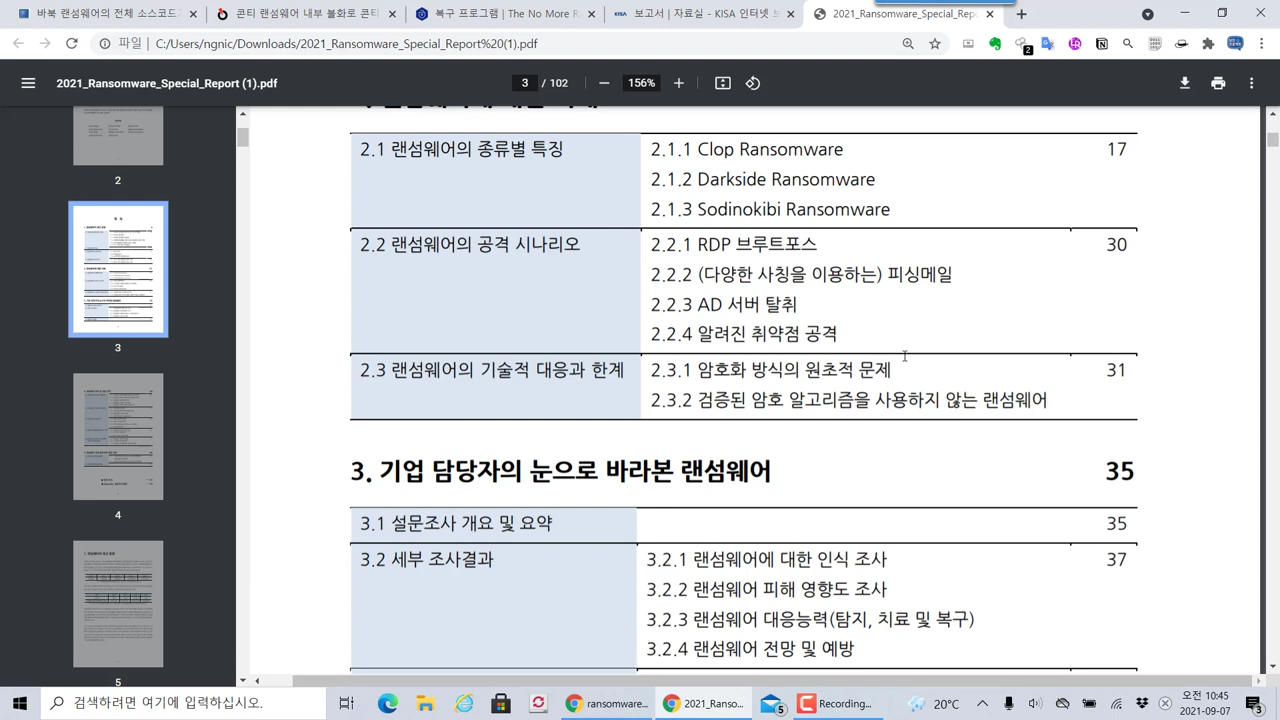 바북 랜섬웨어의 전체 소스코드
콘티 랜섬웨어 내부 불화로 콘티
복구 프로그램 | The No More Ra
KISA 보고서 | 자료실 - KISA 인터넷 보
2021_Ransomware_Special_Rep
파일 | C:/Users/ngnic/Downloads/2021_Ransomware_Special_Report%20(1).pdf
2
2021_Ransomware_Special_Report (1).pdf
3 / 102
156%
2.1 랜섬웨어의 종류별 특징 2.1.1 Clop Ransomware 17
2.1.2 Darkside Ransomware
2.1.3 Sodinokibi Ransomware
2.2 랜섬웨어의 공격 시나리오 2.2.1 RDP 브루트포스 30
2.2.2 (다양한 사칭을 이용하는) 피싱메일
2.2.3 AD 서버 탈취
2.2.4 알려진 취약점 공격
2.3 랜섬웨어의 기술적 대응과 한계 2.3.1 암호화 방식의 원초적 문제 31
2.3.2 검증된 암호 알고리즘을 사용하지 않는 랜섬웨어
3. 기업 담당자의 눈으로 바라본 랜섬웨어 35
3.1 설문조사 개요 및 요약 35
3.2 세부 조사결과 3.2.1 랜섬웨어에 대한 인식 조사 37
3.2.2 랜섬웨어 피해 영향도 조사
3.2.3 랜섬웨어 대응능력(탐지, 치료 및 복구)
3.2.4 랜섬웨어 전망 및 예방
2
3
4
5
검색하려면 여기에 입력하십시오.
ransomware...
2021_Ranso...
5
Recording...
20°C
오전 10:45
2021-09-07
3